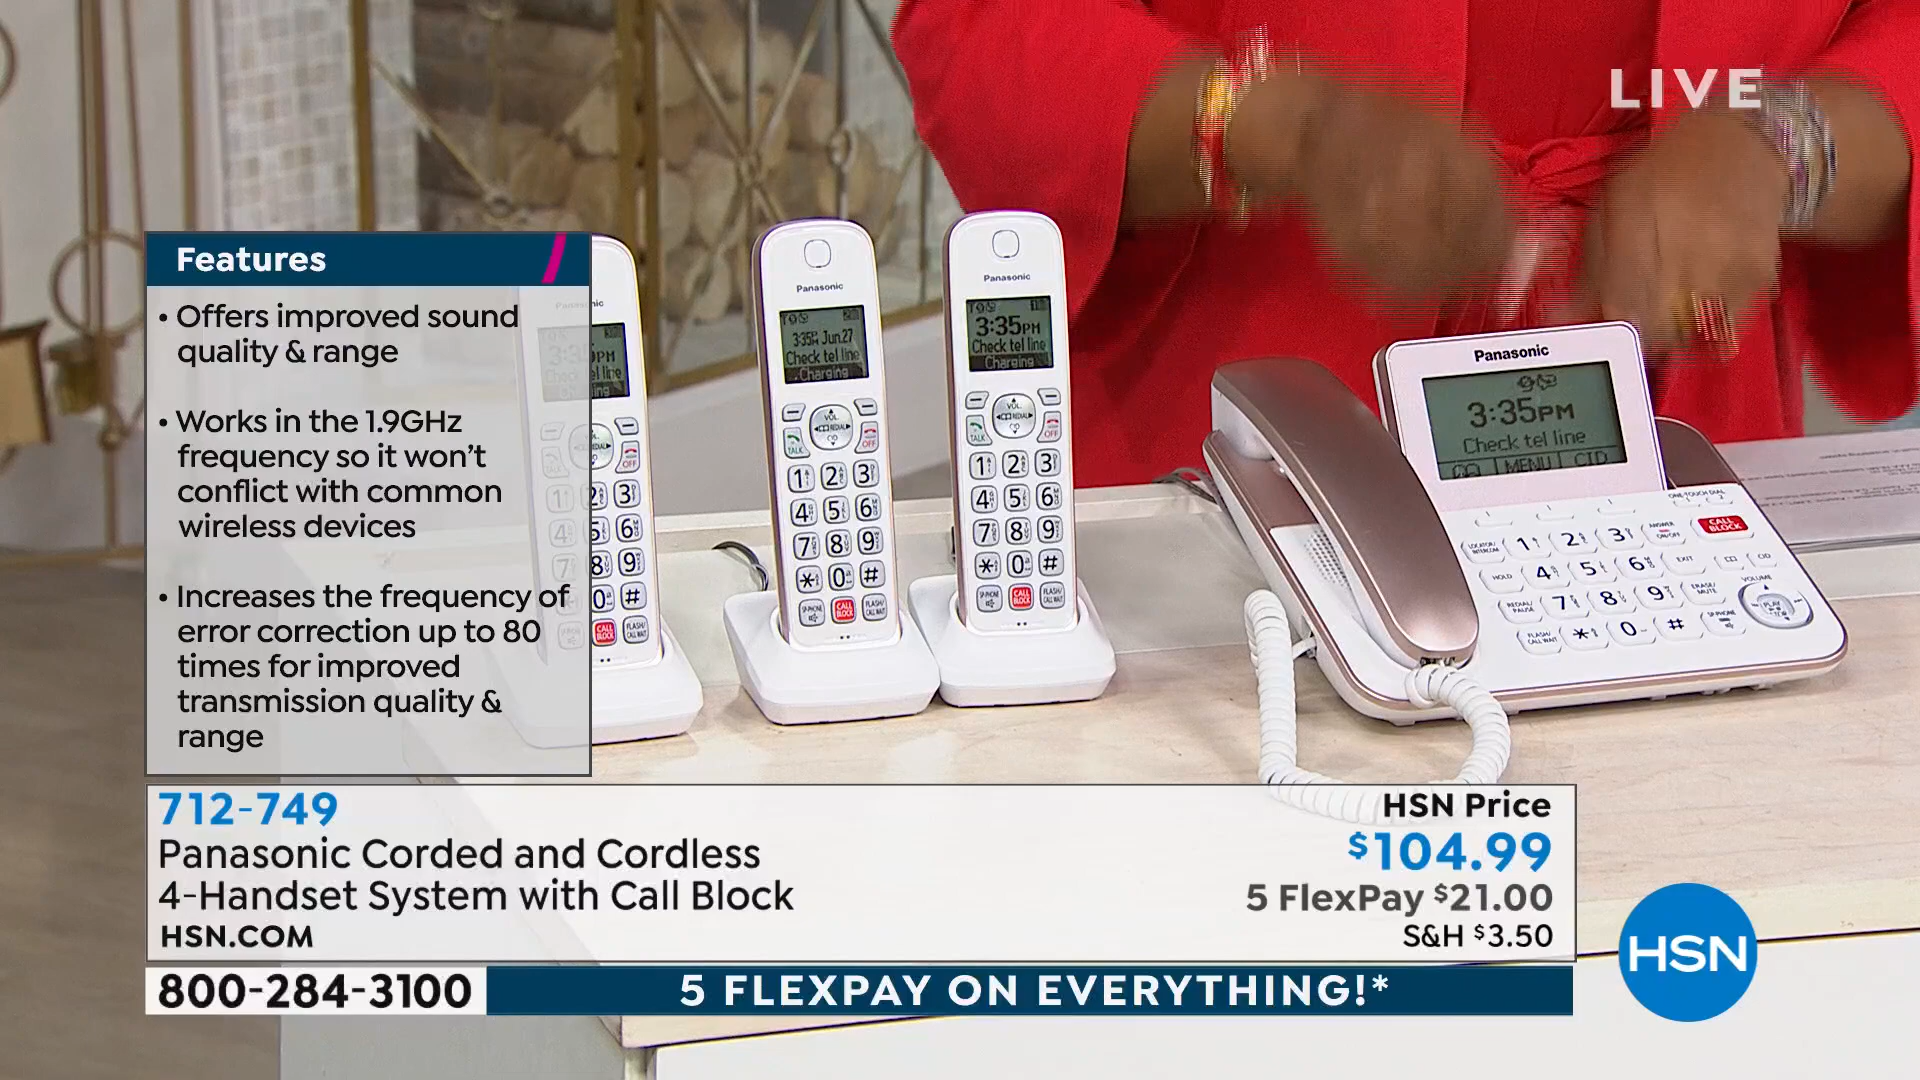 LIVE
Features
• Offers improved sound
quality & range
• Works in the 1.9GHz
frequency so it won't
conflict with common
wireless devices
• Increases the frequency of
error correction up to 80
times for improved
transmission quality &
range
Panasonic
3:35PM Jun.27
Check tel line
Charging
Panasonic
3:35PM
Check tel line
Charging
Panasonic
3:35PM
Check tel line
MENU CID
CALL
BLOCK
712-749
Panasonic Corded and Cordless
4-Handset System with Call Block
HSN.COM
HSN Price
$104.99
5 FlexPay $21.00
S&H $3.50
HSN
800-284-3100
5 FLEXPAY ON EVERYTHING!*